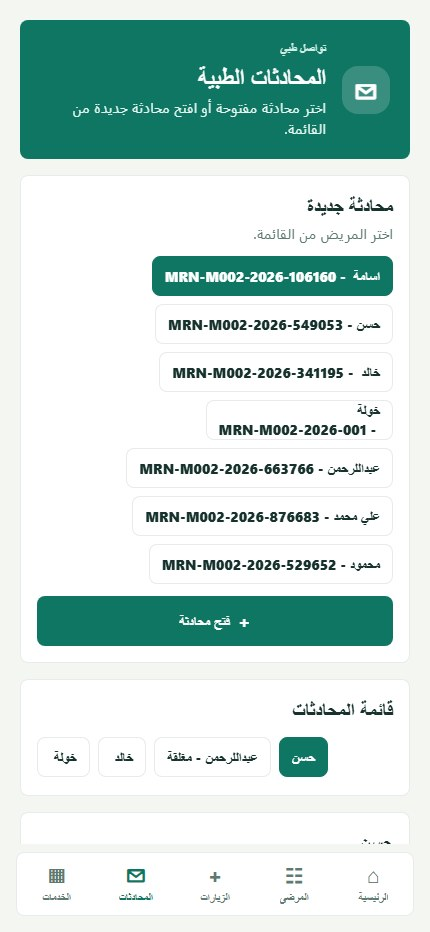 تواصل طبي
المحادثات الطبية
اختر محادثة مفتوحة أو افتح محادثة جديدة من
القائمة.
محادثة جديدة
اختر المريض من القائمة.
اسامة - MRN-M002-2026-106160
حسن - MRN-M002-2026-549053
خالد - MRN-M002-2026-341195
خولة
- MRN-M002-2026-001
عبداللرحمن - MRN-M002-2026-663766
علي محمد - MRN-M002-2026-876683
محمود - MRN-M002-2026-529652
+ فتح محادثة
قائمة المحادثات
حسن
عبداللرحمن - مغلقة
خالد
خولة
حسن
الرئيسية
المرضى
الزيارات
المحادثات
الخدمات